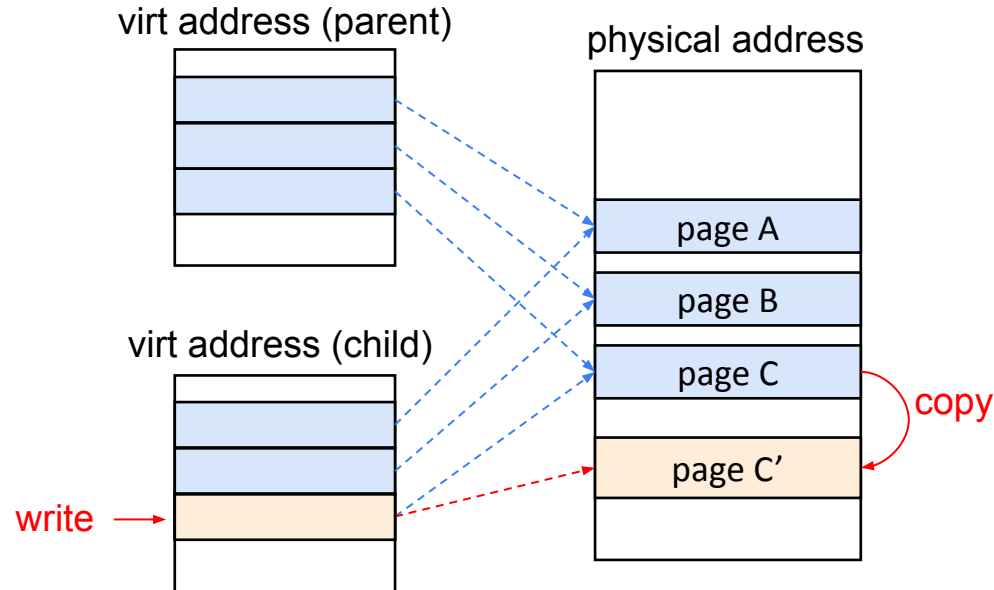 virt address (parent)
physical address
page A
page B
virt address (child)
page C
copy
page C’
write